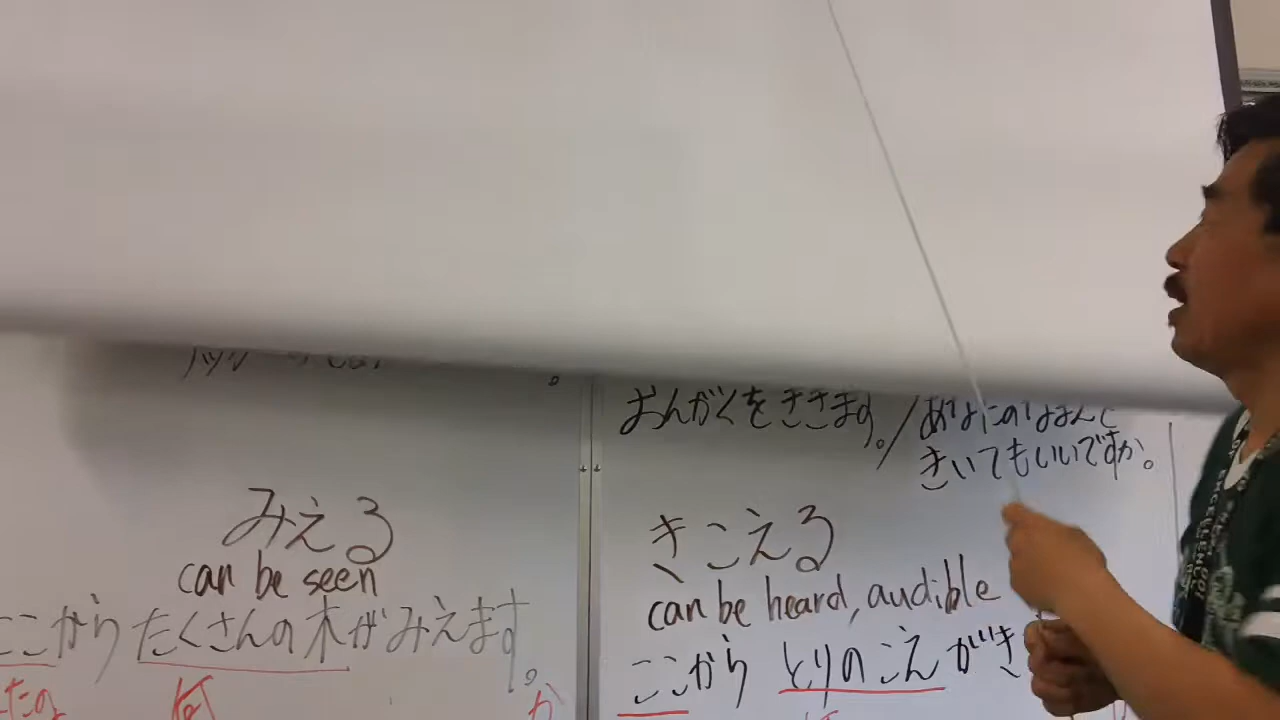 おんがくをききます。/
きいてもいいですか。
みえる
can be seen
ここからたくさんの木がみえます。
何
か
きこえる
can be heard, audible
ここから とりのこえがき